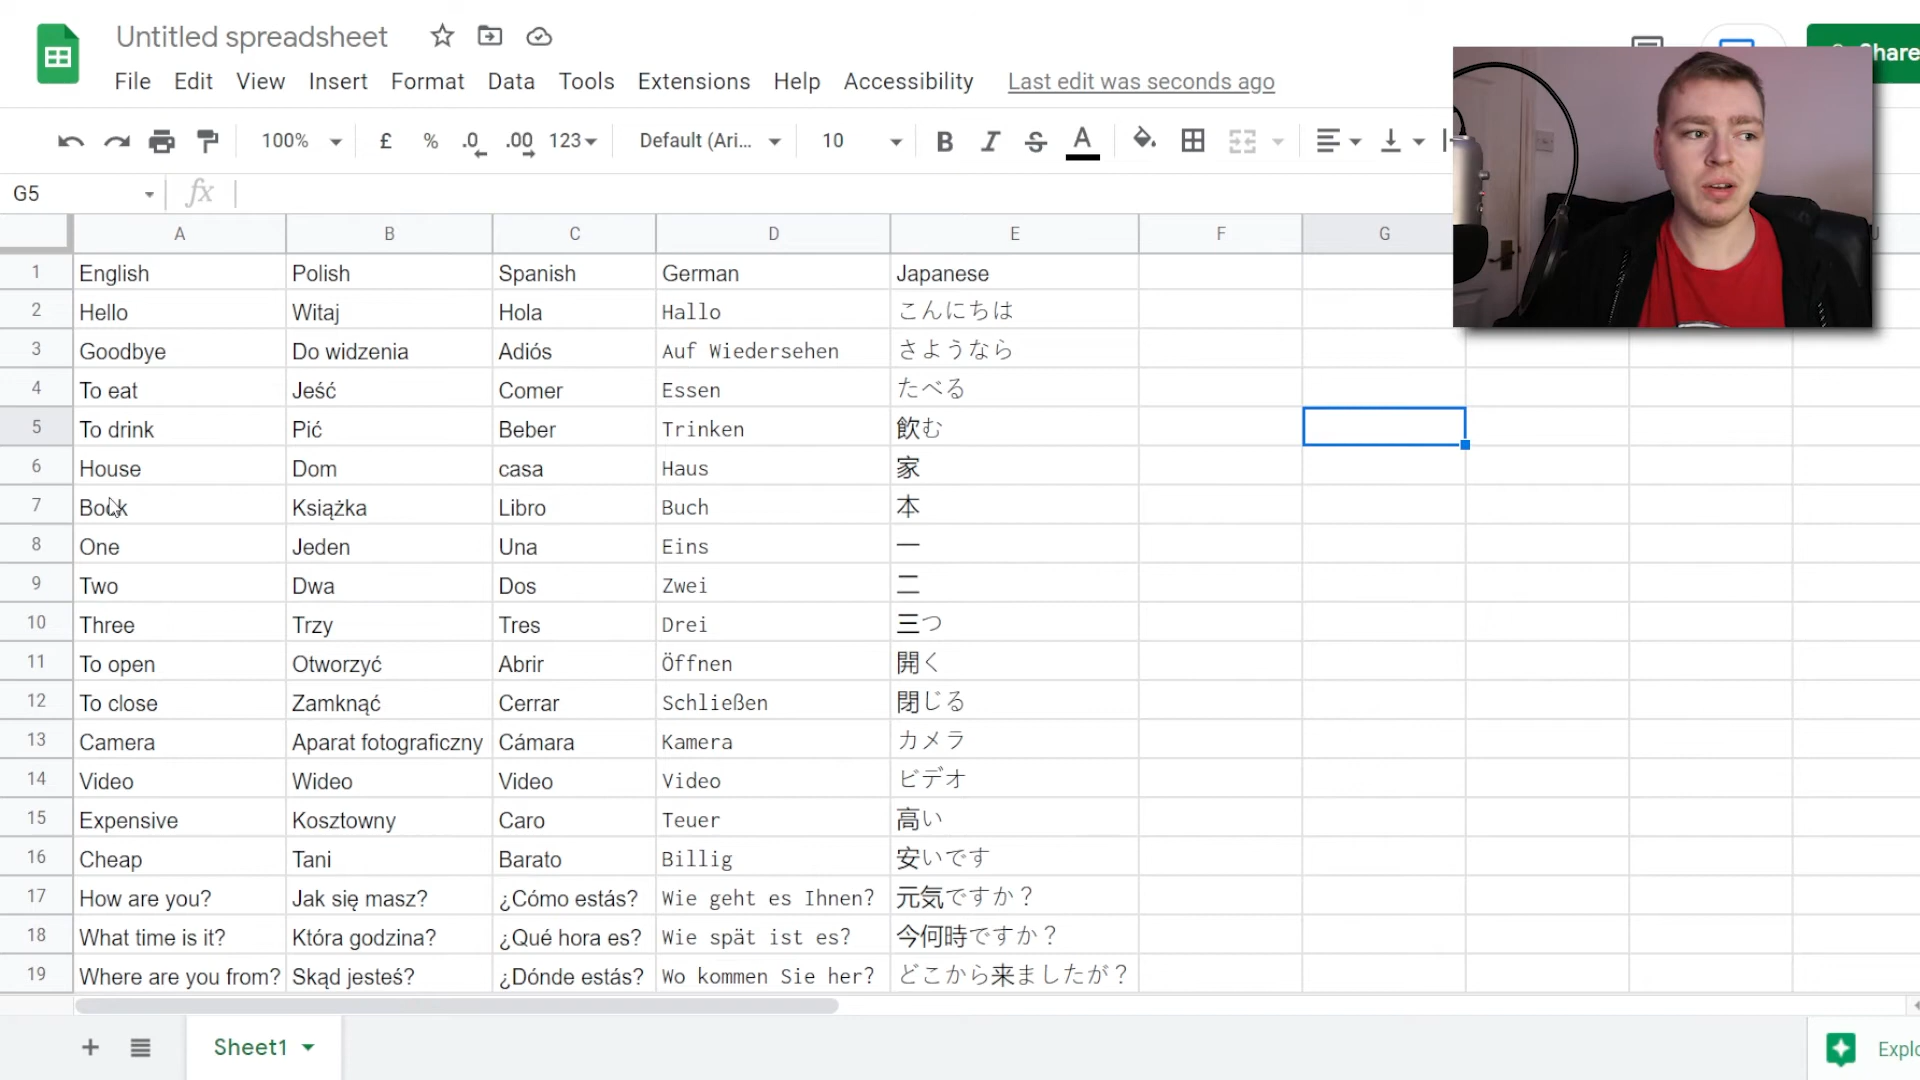 Untitled spreadsheet
File Edit View Insert Format Data Tools Extensions Help Accessibility Last edit was seconds ago
Share
100% £ % .0 .00 123 Default (Ari... 10 B I S A
G5 fx
A B C D E F G
1 English Polish Spanish German Japanese
2 Hello Witaj Hola Hallo こんにちは
3 Goodbye Do widzenia Adiós Auf Wiedersehen さようなら
4 To eat Jeść Comer Essen たべる
5 To drink Pić Beber Trinken 飲む
6 House Dom casa Haus 家
7 Book Książka Libro Buch 本
8 One Jeden Una Eins 一
9 Two Dwa Dos Zwei 二
10 Three Trzy Tres Drei 三つ
11 To open Otworzyć Abrir Öffnen 開く
12 To close Zamknąć Cerrar Schließen 閉じる
13 Camera Aparat fotograficzny Cámara Kamera カメラ
14 Video Wideo Video Video ビデオ
15 Expensive Kosztowny Caro Teuer 高い
16 Cheap Tani Barato Billig 安いです
17 How are you? Jak się masz? ¿Cómo estás? Wie geht es Ihnen? 元気ですか？
18 What time is it? Która godzina? ¿Qué hora es? Wie spät ist es? 今何時ですか？
19 Where are you from? Skąd jesteś? ¿Dónde estás? Wo kommen Sie her? どこから来ましたが？
Sheet1
Explo